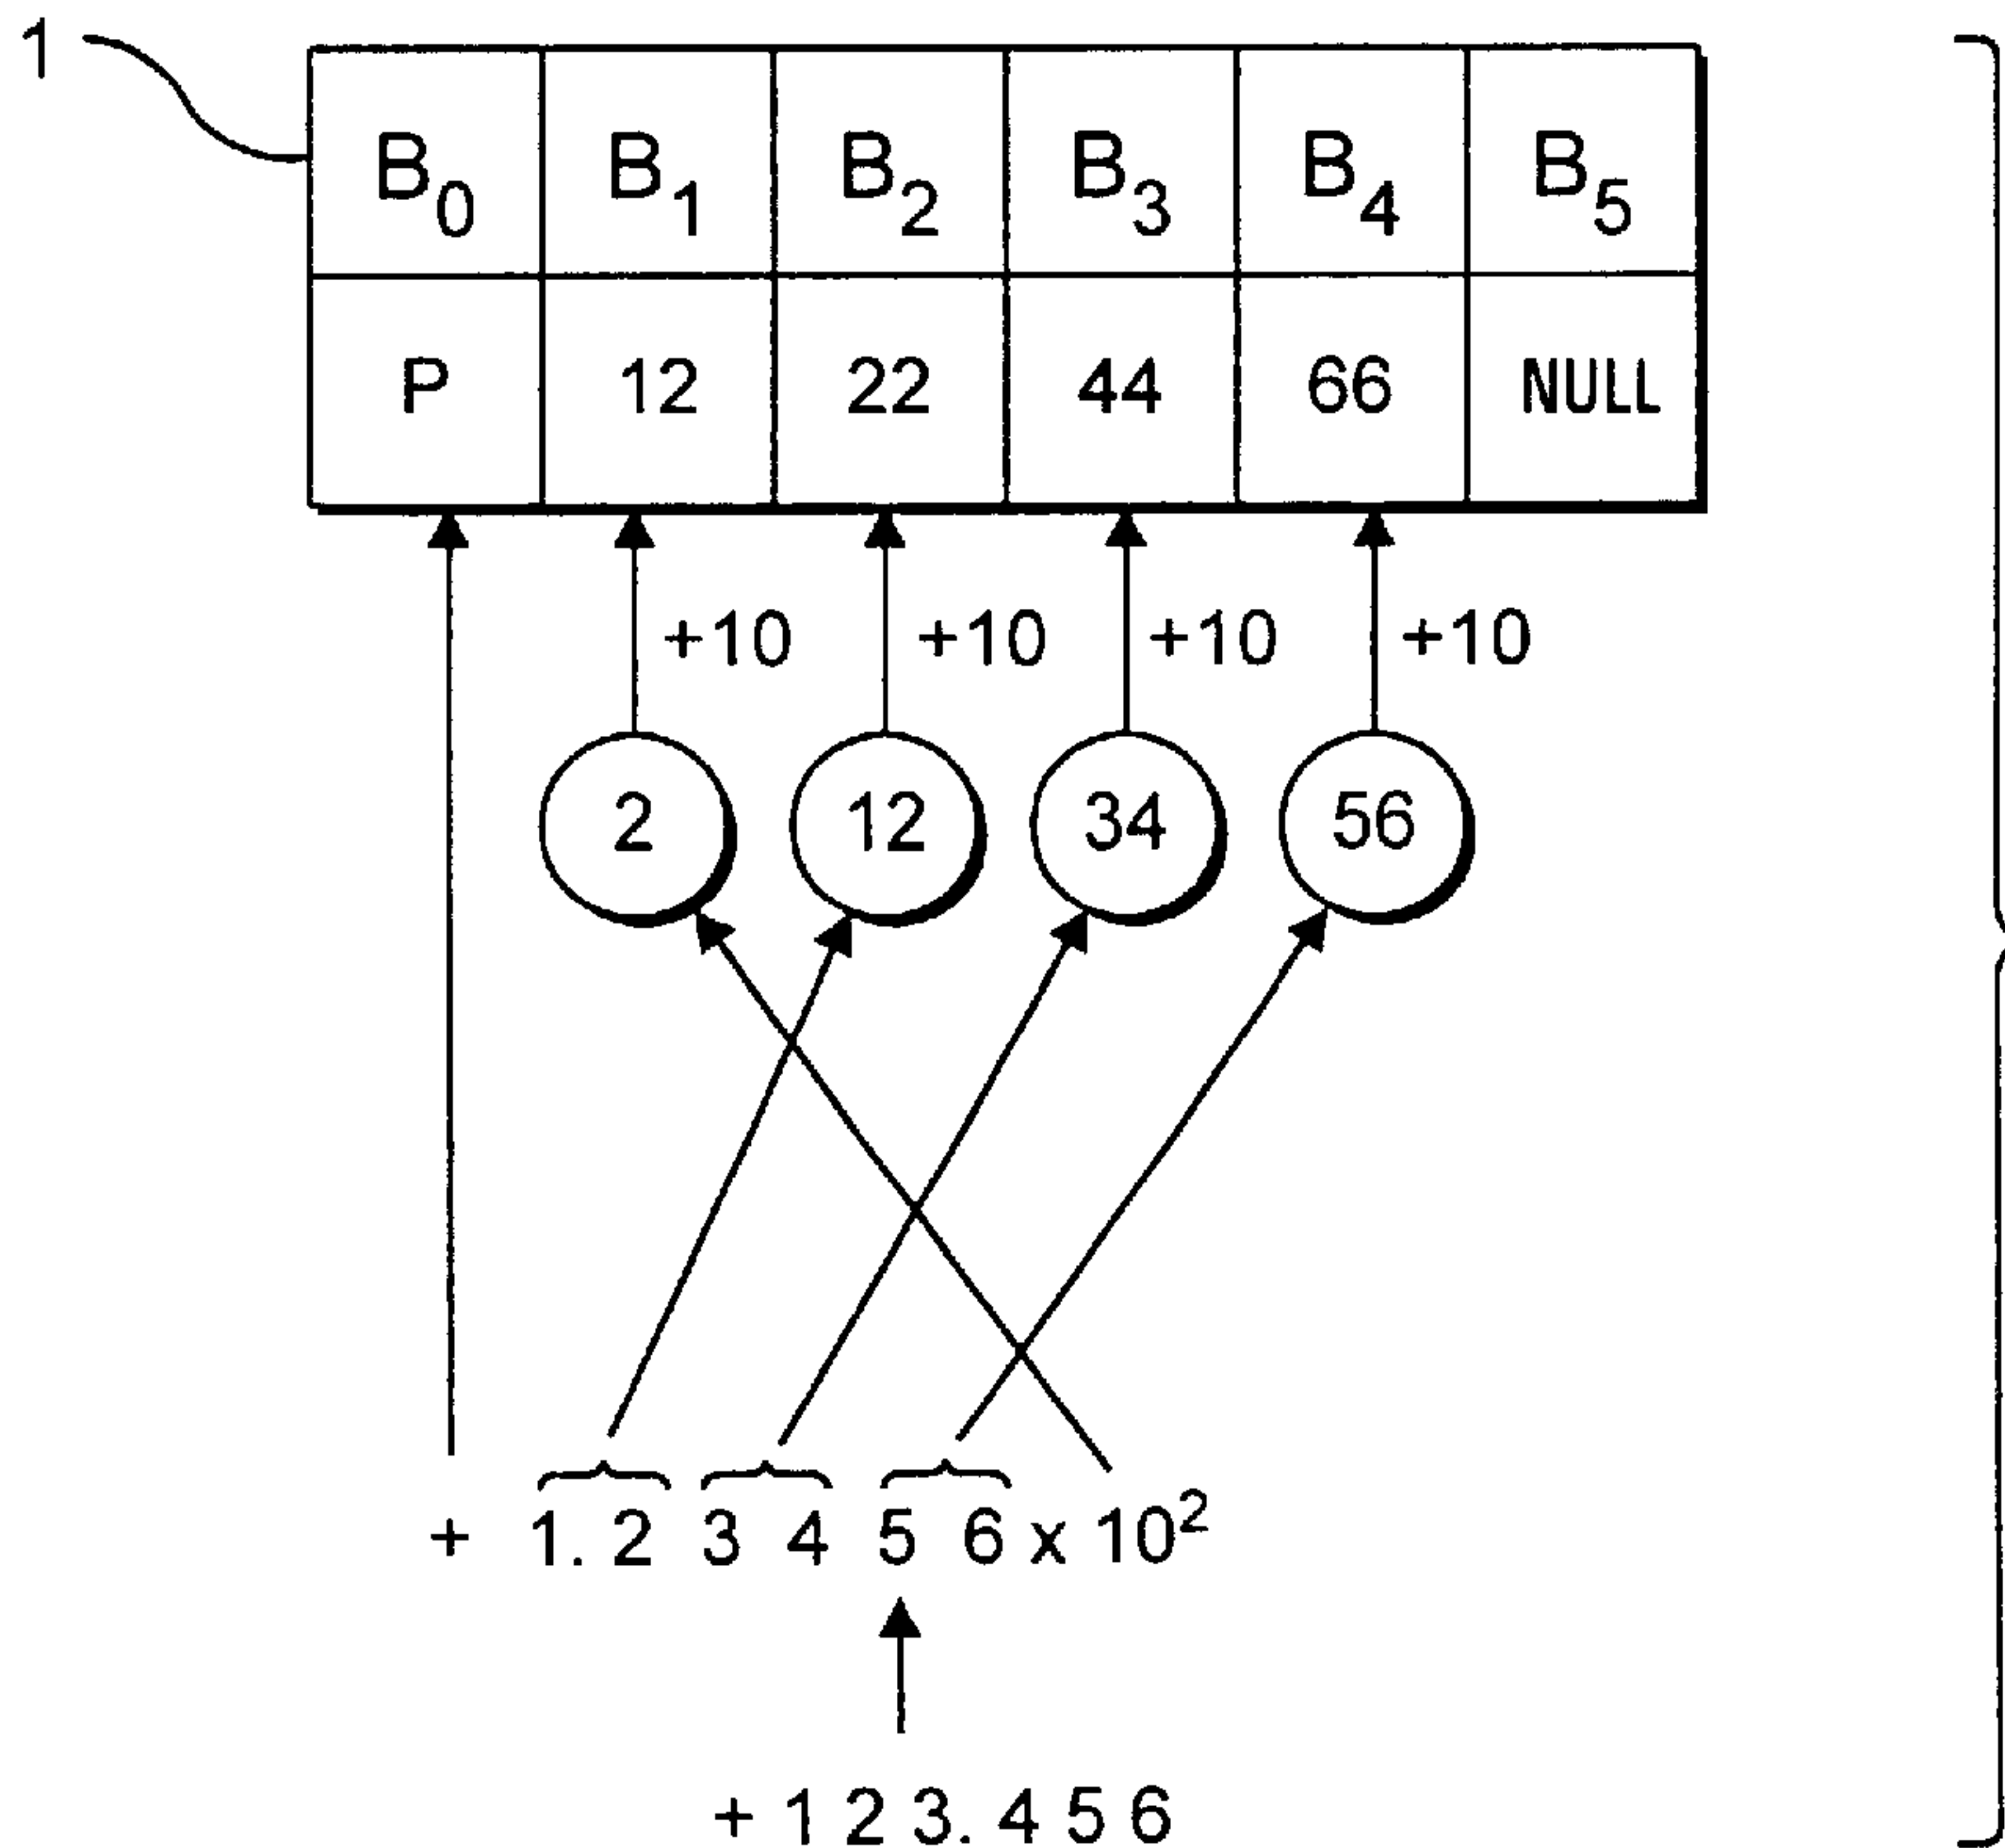 1
B₀ B₁ B₂ B₃ B₄ B₅
P 12 22 44 66 NULL
+10 +10 +10 +10
2 12 34 56
+ 1.2 3 4 5 6 x 10²
+ 1 2 3. 4 5 6